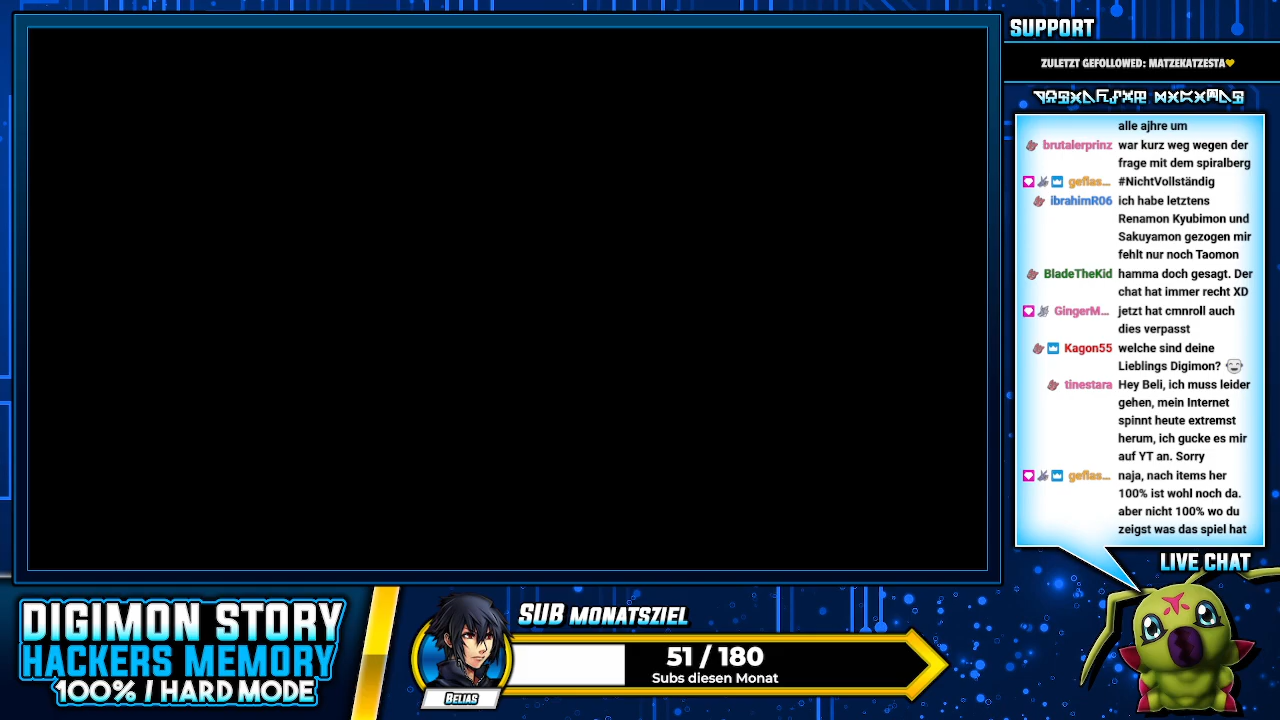 SUPPORT
ZULETZT GEFOLLOWED: MATZEKATZESTA
alle ajhre um
brutalerprinz war kurz weg wegen der
frage mit dem spiralberg
geflas... #NichtVollständig
ibrahimR06 ich habe letztens
Renamon Kyubimon und
Sakuyamon gezogen mir
fehlt nur noch Taomon
BladeTheKid hamma doch gesagt. Der
chat hat immer recht XD
GingerM... jetzt hat cmnroll auch
dies verpasst
Kagon55 welche sind deine
Lieblings Digimon?
tinestara Hey Beli, ich muss leider
gehen, mein Internet
spinnt heute extremst
herum, ich gucke es mir
auf YT an. Sorry
geflas... naja, nach items her
100% ist wohl noch da.
aber nicht 100% wo du
zeigst was das spiel hat
LIVE CHAT
DIGIMON STORY
HACKERS MEMORY
100% / HARD MODE
SUB MONATSZIEL
51 / 180
Subs diesen Monat
BELIAS